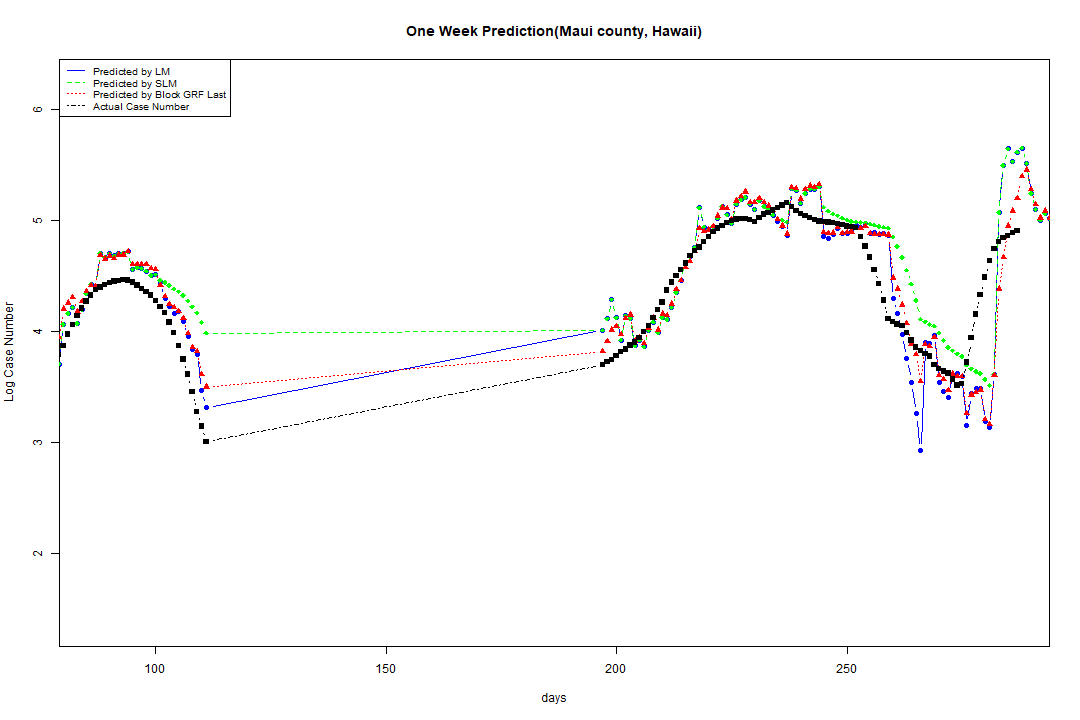 One Week Prediction(Maui county, Hawaii)
Predicted by LM
Predicted by SLM
Predicted by Block GRF Last
Actual Case Number
6
5
4
3
2
Log Case Number
100 150 200 250
days